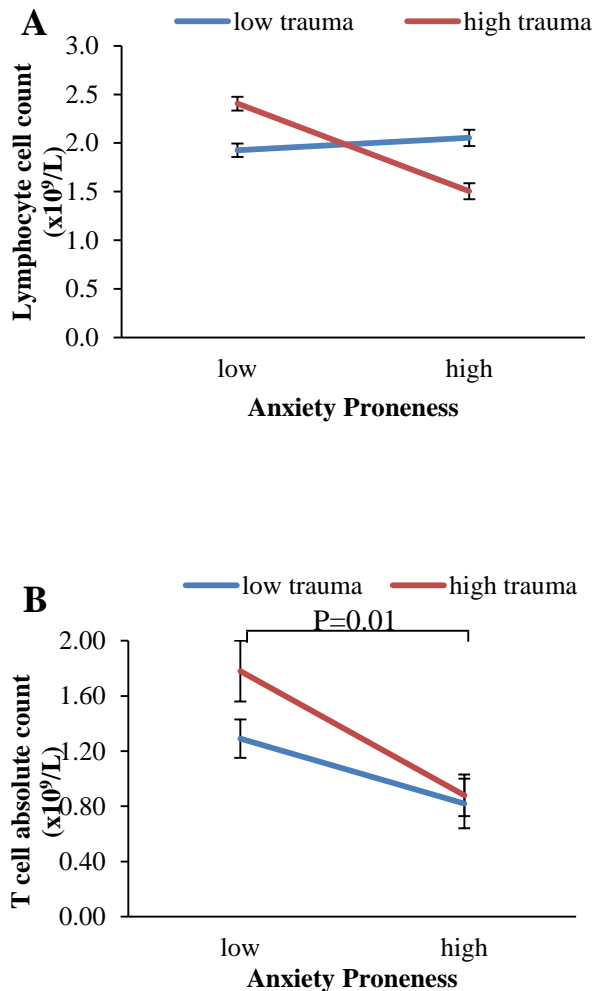 A
low trauma high trauma
3.0
2.5
2.0
1.5
1.0
0.5
0.0
Lymphocyte cell count
(x10⁹/L)
low high
Anxiety Proneness
B
low trauma high trauma
P=0.01
2.00
1.60
1.20
0.80
0.40
0.00
T cell absolute count
(x10⁹/L)
low high
Anxiety Proneness